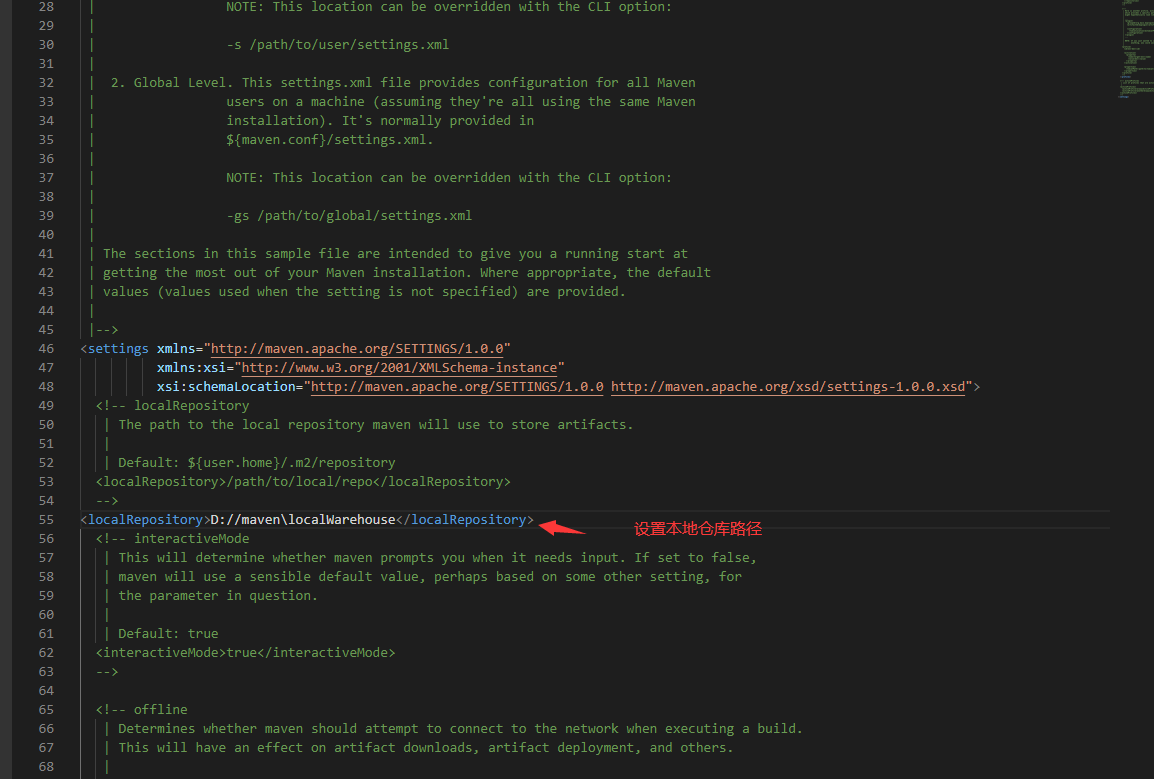 28 | NOTE: This location can be overridden with the CLI option:
29 |
30 | -s /path/to/user/settings.xml
31 |
32 | 2. Global Level. This settings.xml file provides configuration for all Maven
33 | users on a machine (assuming they're all using the same Maven
34 | installation). It's normally provided in
35 | ${maven.conf}/settings.xml.
36 |
37 | NOTE: This location can be overridden with the CLI option:
38 |
39 | -gs /path/to/global/settings.xml
40 |
41 | The sections in this sample file are intended to give you a running start at
42 | getting the most out of your Maven installation. Where appropriate, the default
43 | values (values used when the setting is not specified) are provided.
44 |
45 |-->
46 <settings xmlns="http://maven.apache.org/SETTINGS/1.0.0"
47 xmlns:xsi="http://www.w3.org/2001/XMLSchema-instance"
48 xsi:schemaLocation="http://maven.apache.org/SETTINGS/1.0.0 http://maven.apache.org/xsd/settings-1.0.0.xsd">
49 <!-- localRepository
50 | The path to the local repository maven will use to store artifacts.
51 |
52 | Default: ${user.home}/.m2/repository
53 <localRepository>/path/to/local/repo</localRepository>
54 -->
55 <localRepository>D://maven\localWarehouse</localRepository> 设置本地仓库路径
56 <!-- interactiveMode
57 | This will determine whether maven prompts you when it needs input. If set to false,
58 | maven will use a sensible default value, perhaps based on some other setting, for
59 | the parameter in question.
60 |
61 | Default: true
62 <interactiveMode>true</interactiveMode>
63 -->
64
65 <!-- offline
66 | Determines whether maven should attempt to connect to the network when executing a build.
67 | This will have an effect on artifact downloads, artifact deployment, and others.
68 |